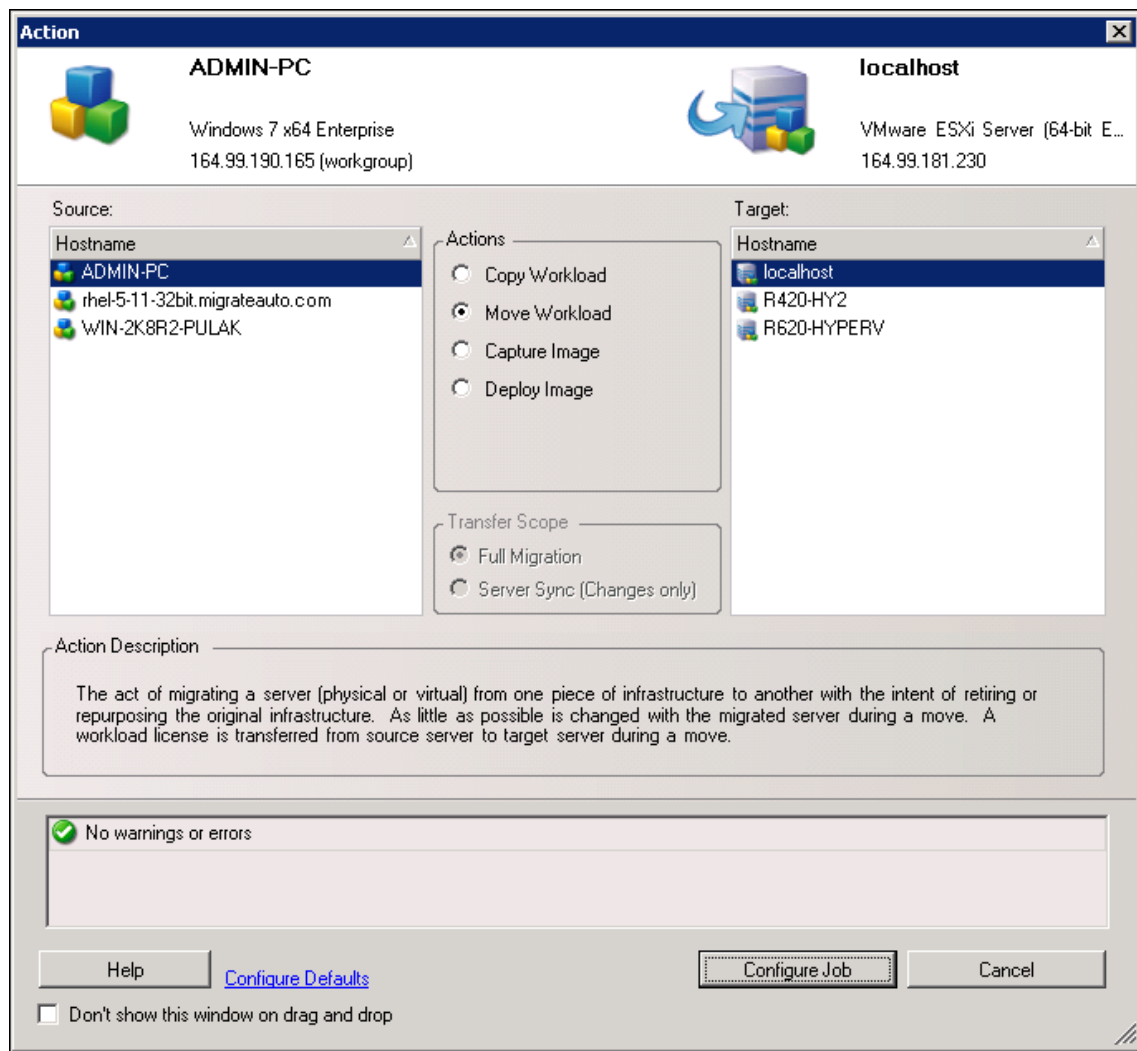 Action
ADMIN-PC
Windows 7 x64 Enterprise
164.99.190.165 (workgroup)
localhost
VMware ESXi Server (64-bit E...
164.99.181.230
Source:
Hostname
ADMIN-PC
rhel-5-11-32bit.migrateauto.com
WIN-2K8R2-PULAK
Actions
Copy Workload
Move Workload
Capture Image
Deploy Image
Transfer Scope
Full Migration
Server Sync (Changes only)
Target:
Hostname
localhost
R420-HY2
R620-HYPERV
Action Description
The act of migrating a server (physical or virtual) from one piece of infrastructure to another with the intent of retiring or
repurposing the original infrastructure.  As little as possible is changed with the migrated server during a move.  A
workload license is transferred from source server to target server during a move.
No warnings or errors
Help
Configure Defaults
Configure Job
Cancel
Don't show this window on drag and drop